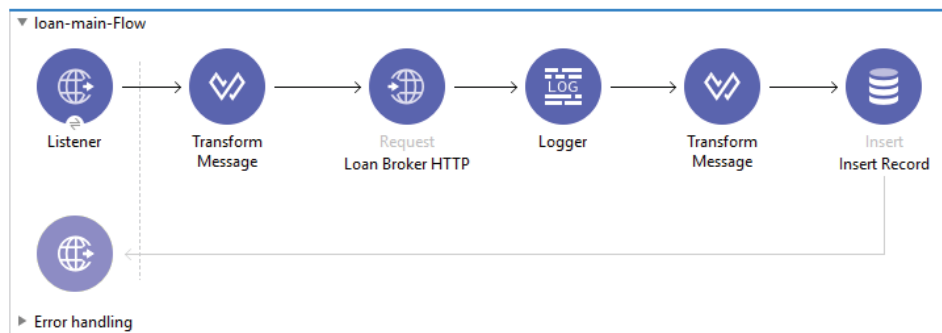 loan-main-Flow
LOG
Listener
Transform
Message
Request
Loan Broker HTTP
Logger
Transform
Message
Insert
Insert Record
Error handling